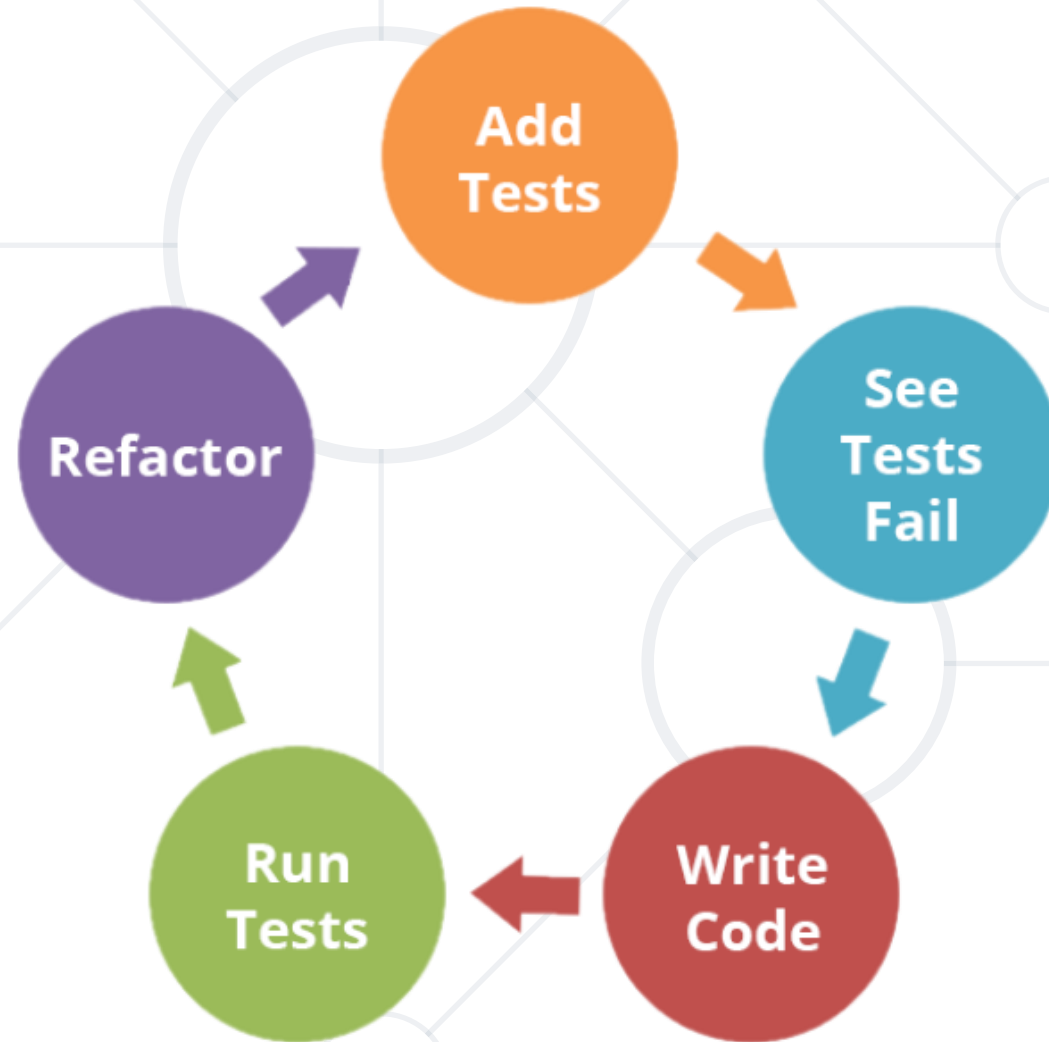 Add
Tests
See
Tests
Fail
Write
Code
Run
Tests
Refactor